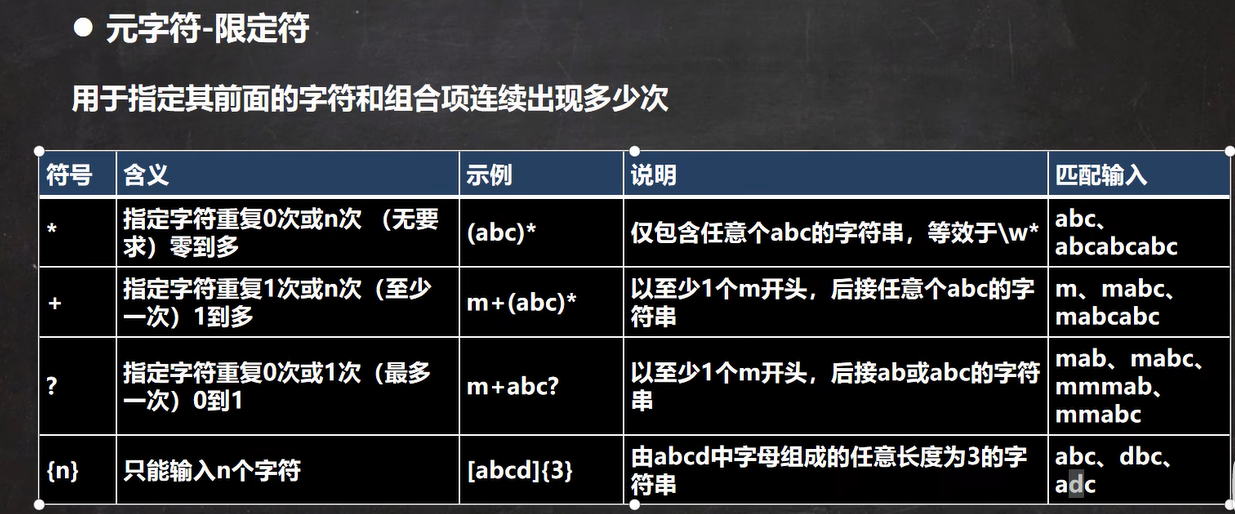 ● 元字符-限定符
用于指定其前面的字符和组合项连续出现多少次
符号 含义 示例 说明 匹配输入
* 指定字符重复0次或n次 （无要 (abc)* 仅包含任意个abc的字符串，等效于\w* abc、
求）零到多 abcabcabc
+ 指定字符重复1次或n次（至少 m+(abc)* 以至少1个m开头，后接任意个abc的字 m、mabc、
一次）1到多 符串 mabcabc
? 指定字符重复0次或1次（最多 m+abc? 以至少1个m开头，后接ab或abc的字符 mab、mabc、
一次）0到1 串 mmmab、
mmabc
{n} 只能输入n个字符 [abcd]{3} 由abcd中字母组成的任意长度为3的字 abc、dbc、
符串 adc